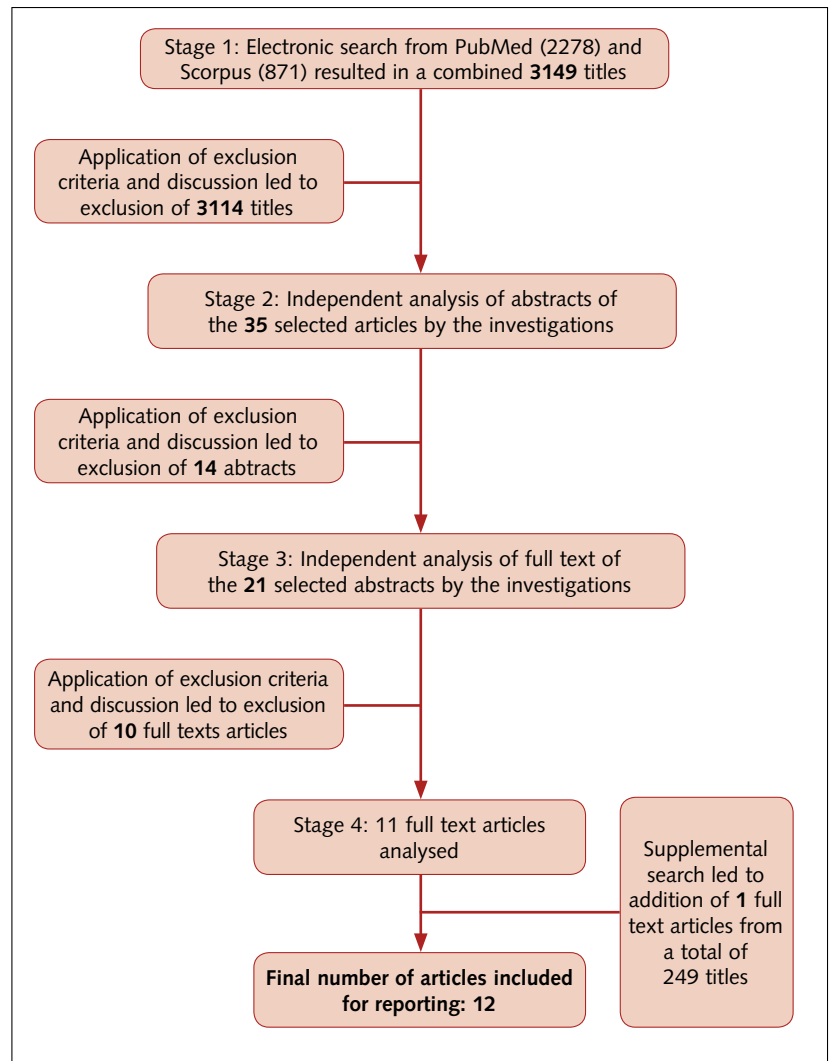 Stage 1: Electronic search from PubMed (2278) and
Scorpus (871) resulted in a combined 3149 titles
Application of exclusion
criteria and discussion led to
exclusion of 3114 titles
Stage 2: Independent analysis of abstracts of
the 35 selected articles by the investigations
Application of exclusion
criteria and discussion led to
exclusion of 14 abtracts
Stage 3: Independent analysis of full text of
the 21 selected abstracts by the investigations
Application of exclusion criteria
and discussion led to exclusion
of 10 full texts articles
Stage 4: 11 full text articles
analysed
Supplemental
search led to
addition of 1 full
text articles from
a total of
249 titles
Final number of articles included
for reporting: 12